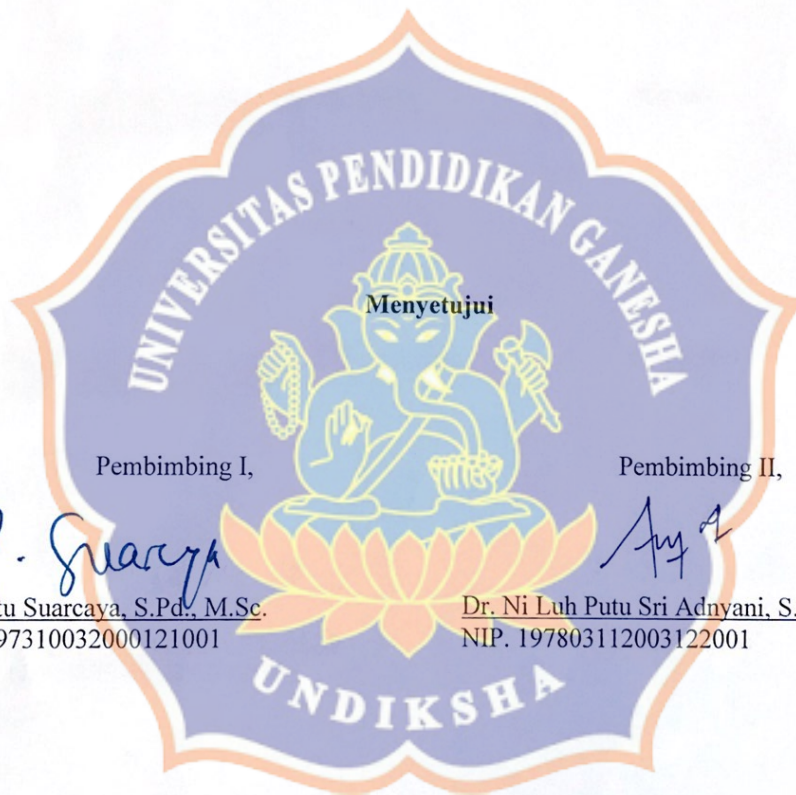 UNIVERSITAS PENDIDIKAN GANESHA
Menyetujui
Pembimbing I,
Pembimbing II,
. Suarcaya
tu Suarcaya, S.Pd., M.Sc.
Dr. Ni Luh Putu Sri Adnyani, S.
97310032000121001
NIP. 197803112003122001
UNDIKSHA